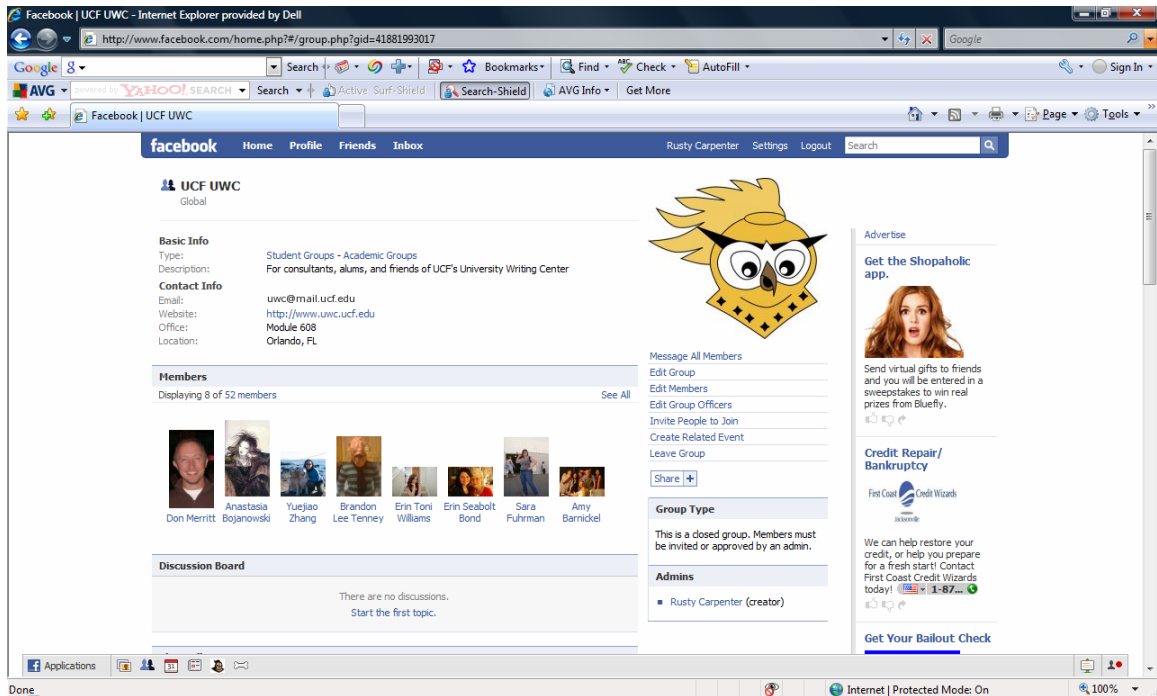 Facebook | UCF UWC - Internet Explorer provided by Dell
http://www.facebook.com/home.php?#/group.php?gid=41881993017
Google
Google Search Bookmarks Find Check AutoFill Sign In
AVG powered by YAHOO! SEARCH Search Active Surf-Shield Search-Shield AVG Info Get More
Facebook | UCF UWC
Page Tools
facebook Home Profile Friends Inbox Rusty Carpenter Settings Logout Search
UCF UWC
Global
Basic Info
Type: Student Groups - Academic Groups
Description: For consultants, alums, and friends of UCF's University Writing Center
Contact Info
Email: uwc@mail.ucf.edu
Website: http://www.uwc.ucf.edu
Office: Module 608
Location: Orlando, FL
Members
Displaying 8 of 52 members See All
Don Merritt
Anastasia
Bojanowski
Yuejiao
Zhang
Brandon
Lee Tenney
Erin Toni
Williams
Erin Seabolt
Bond
Sara
Fuhrman
Amy
Barnickel
Discussion Board
There are no discussions.
Start the first topic.
Message All Members
Edit Group
Edit Members
Edit Group Officers
Invite People to Join
Create Related Event
Leave Group
Share +
Group Type
This is a closed group. Members must
be invited or approved by an admin.
Admins
Rusty Carpenter (creator)
Advertise
Get the Shopaholic
app.
Send virtual gifts to friends
and you will be entered in a
sweepstakes to win real
prizes from Bluefly.
Credit Repair/
Bankruptcy
First Coast Credit Wizards
Jacksonville
We can help restore your
credit, or help you prepare
for a fresh start! Contact
First Coast Credit Wizards
today! 1-87...
Get Your Bailout Check
Applications
31
Done
Internet | Protected Mode: On
100%